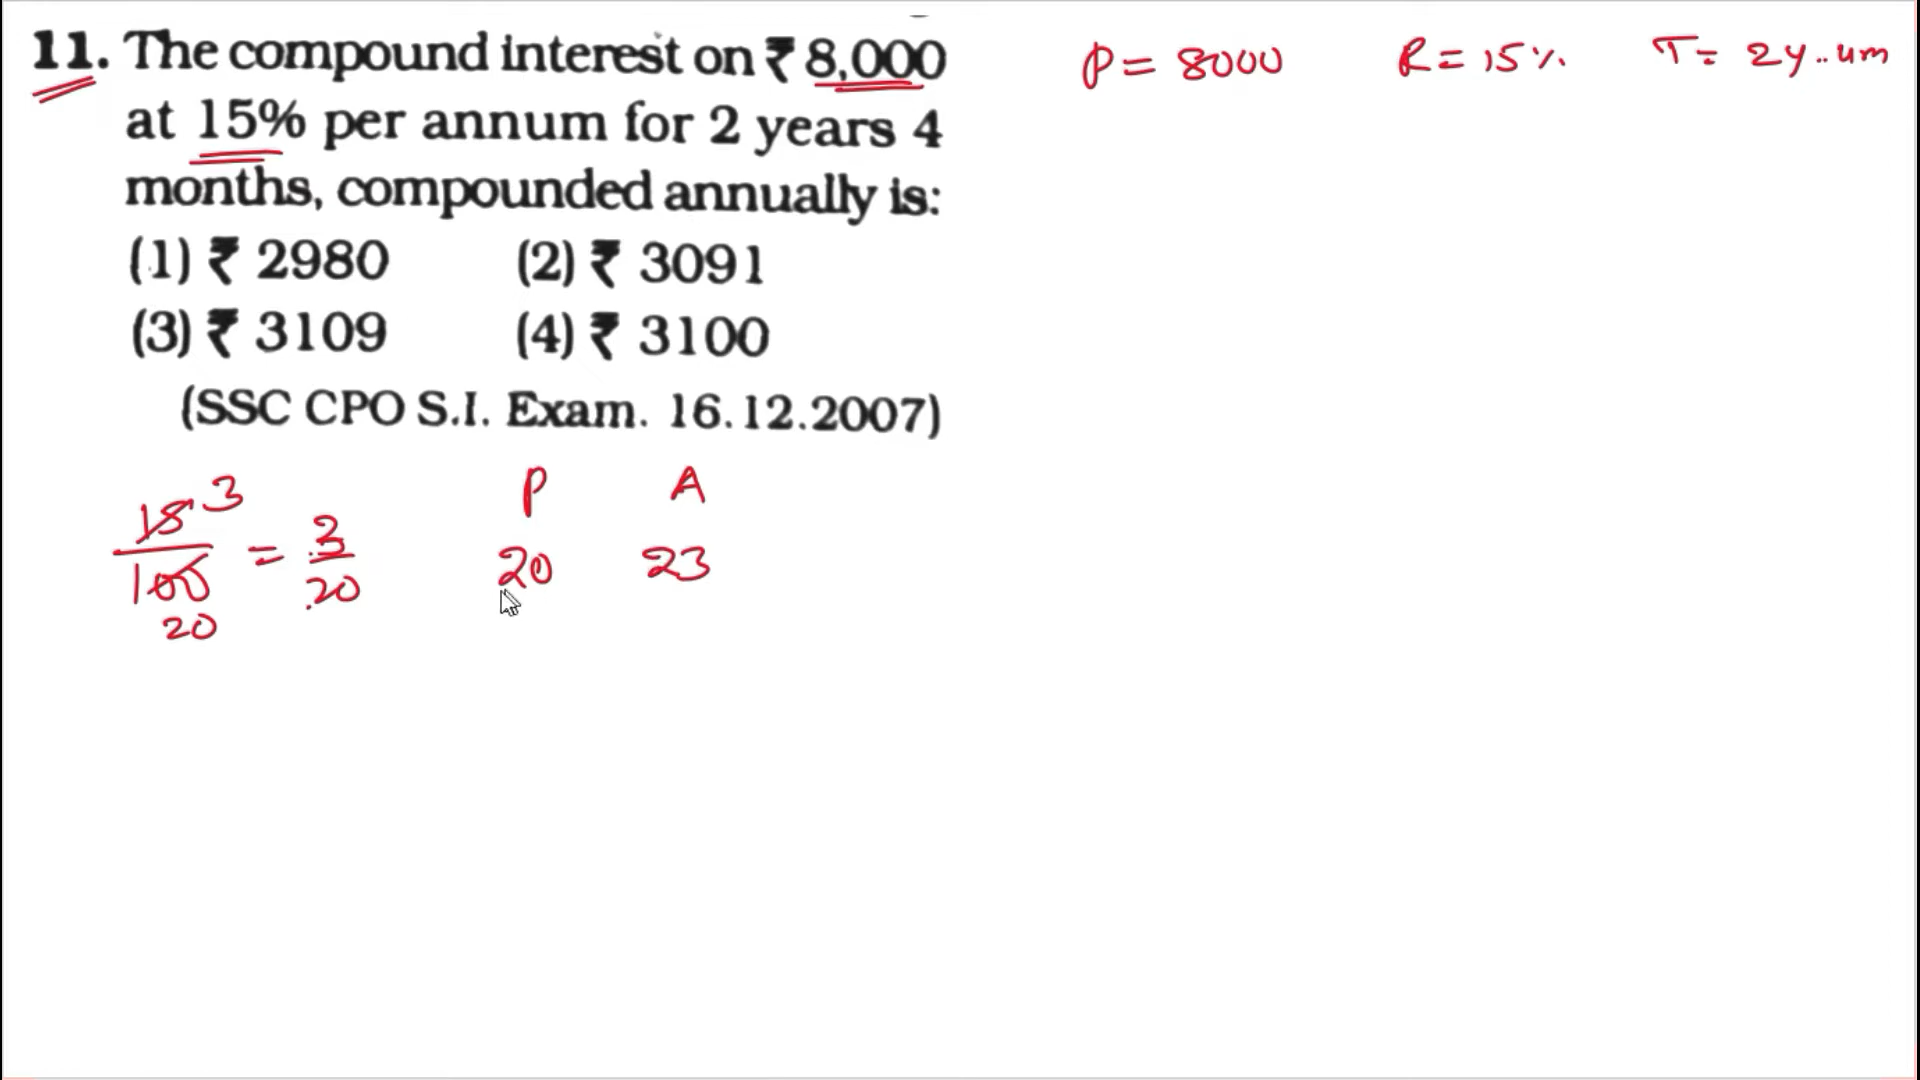 11. The compound interest on ₹ 8,000
at 15% per annum for 2 years 4
months, compounded annually is:
(1) ₹ 2980 (2) ₹ 3091
(3) ₹ 3109 (4) ₹ 3100
(SSC CPO S.I. Exam. 16.12.2007)
P = 8000 R = 15% T = 2y..4m
15 3
100 = 3
20 20
P A
20 23